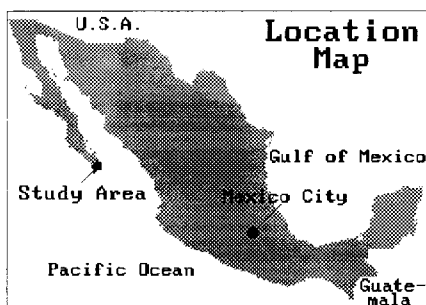 U.S.A.
Location
Map
Gulf of Mexico
Study Area
Mexico City
Pacific Ocean
Guate-
mala